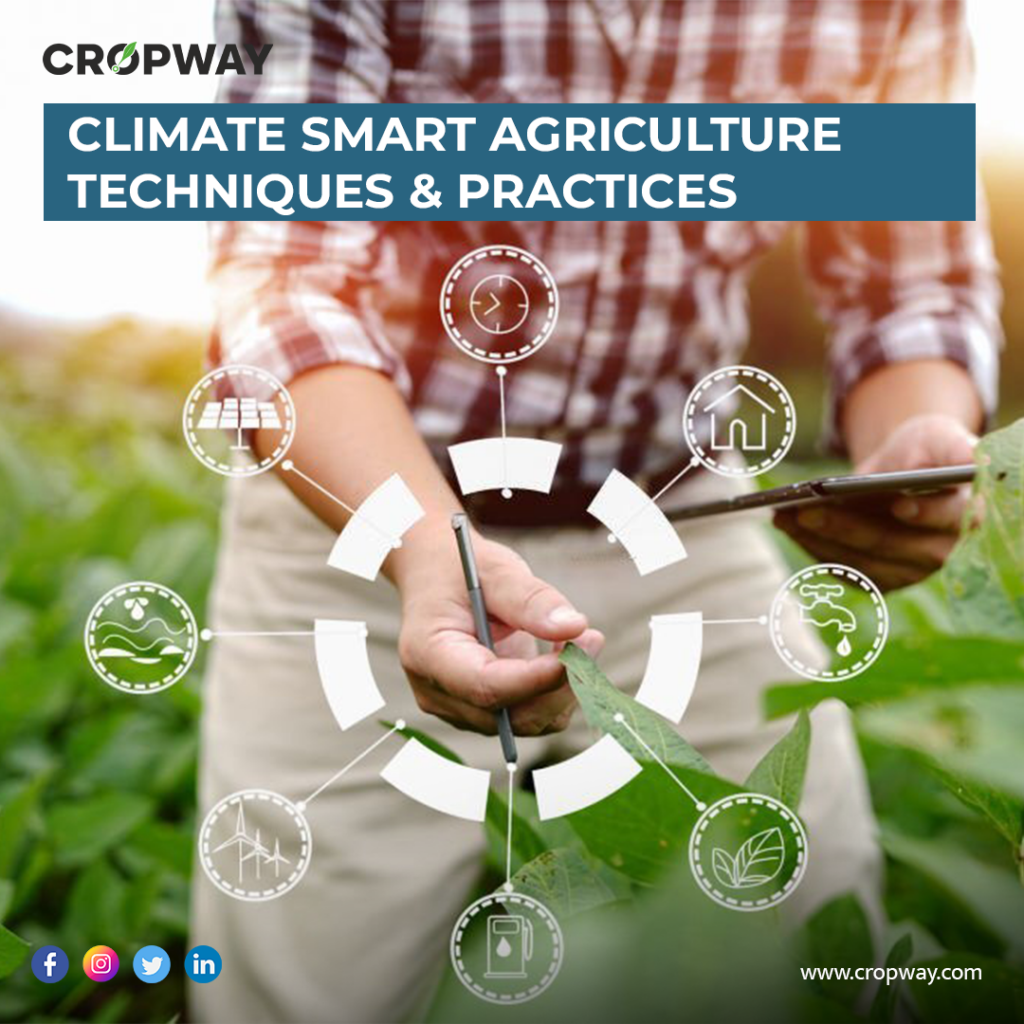 CROPWAY
CLIMATE SMART AGRICULTURE
TECHNIQUES & PRACTICES
www.cropway.com